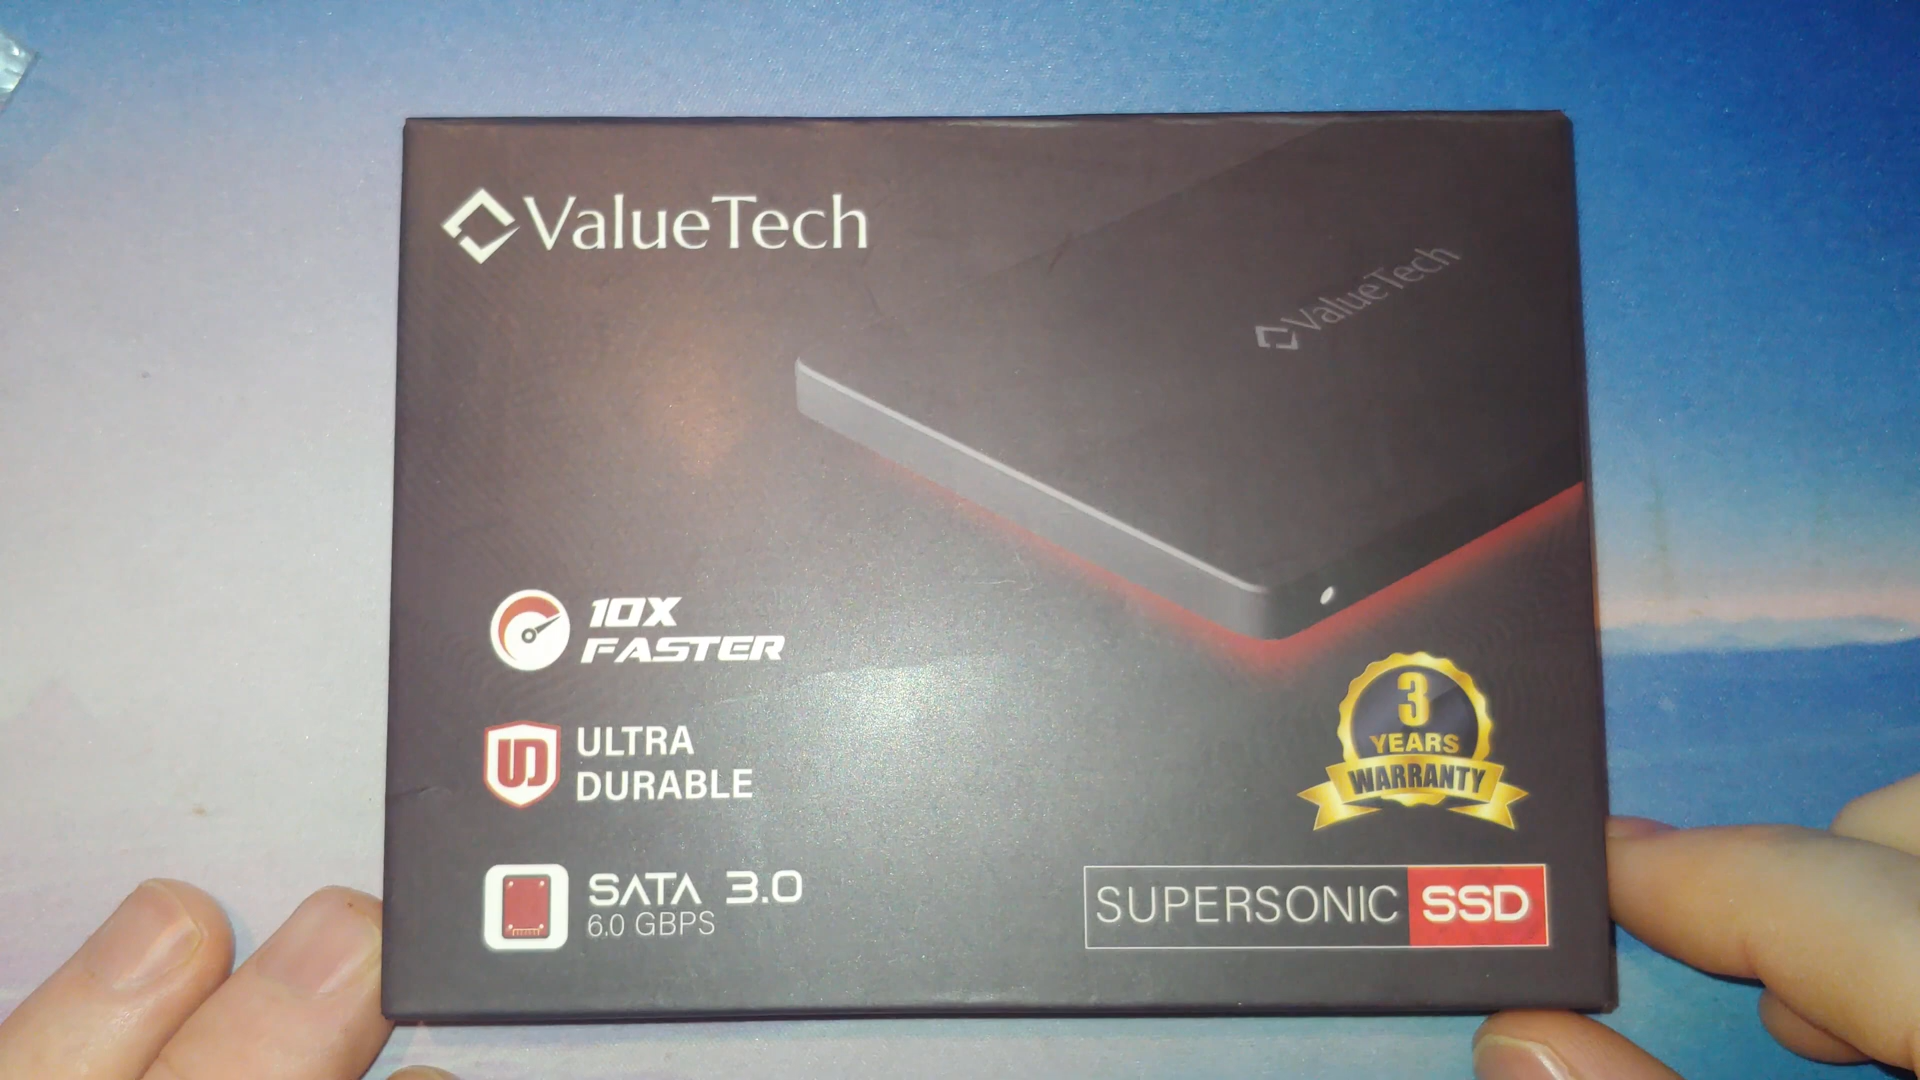 ValueTech
ValueTech
10X
FASTER
ULTRA
DURABLE
SATA 3.0
6.0 GBPS
3
YEARS
WARRANTY
SUPERSONIC SSD